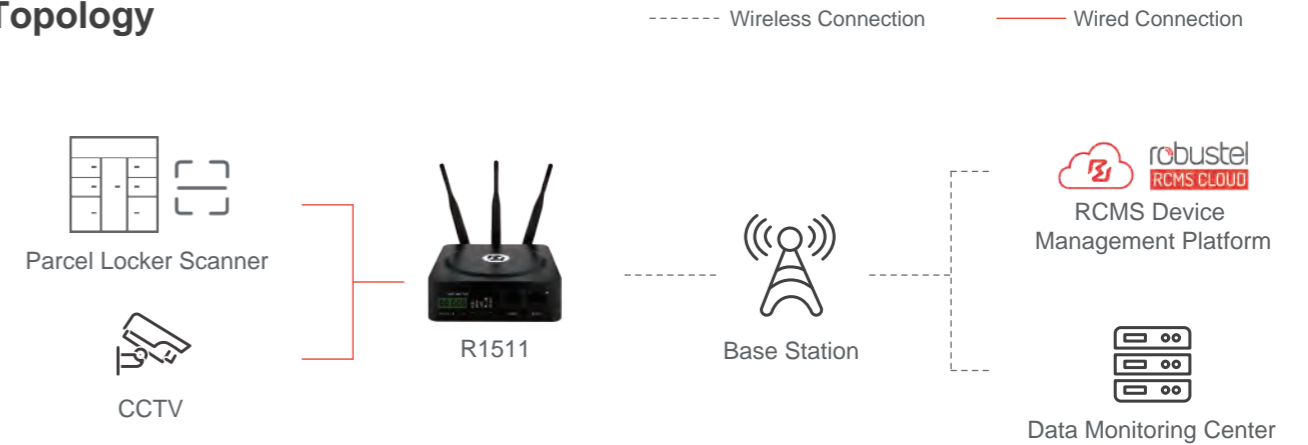 Topology
Wireless Connection
Wired Connection
Parcel Locker Scanner
CCTV
R1511
Base Station
robustel
RCMS CLOUD
RCMS Device
Management Platform
Data Monitoring Center